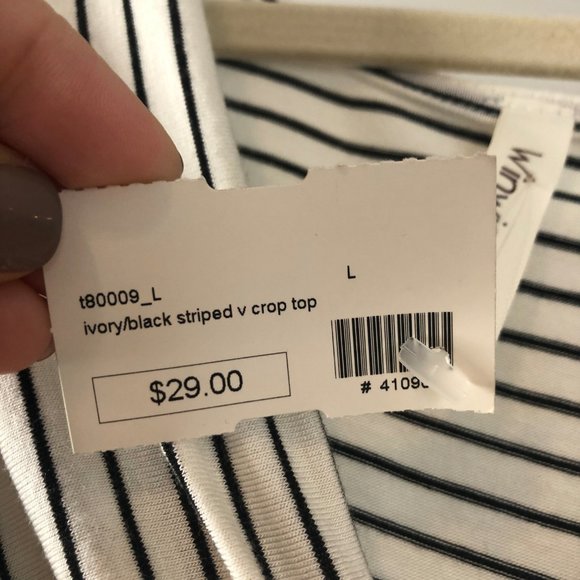 t80009_L
L
ivory/black striped v crop top
$29.00
# 4109